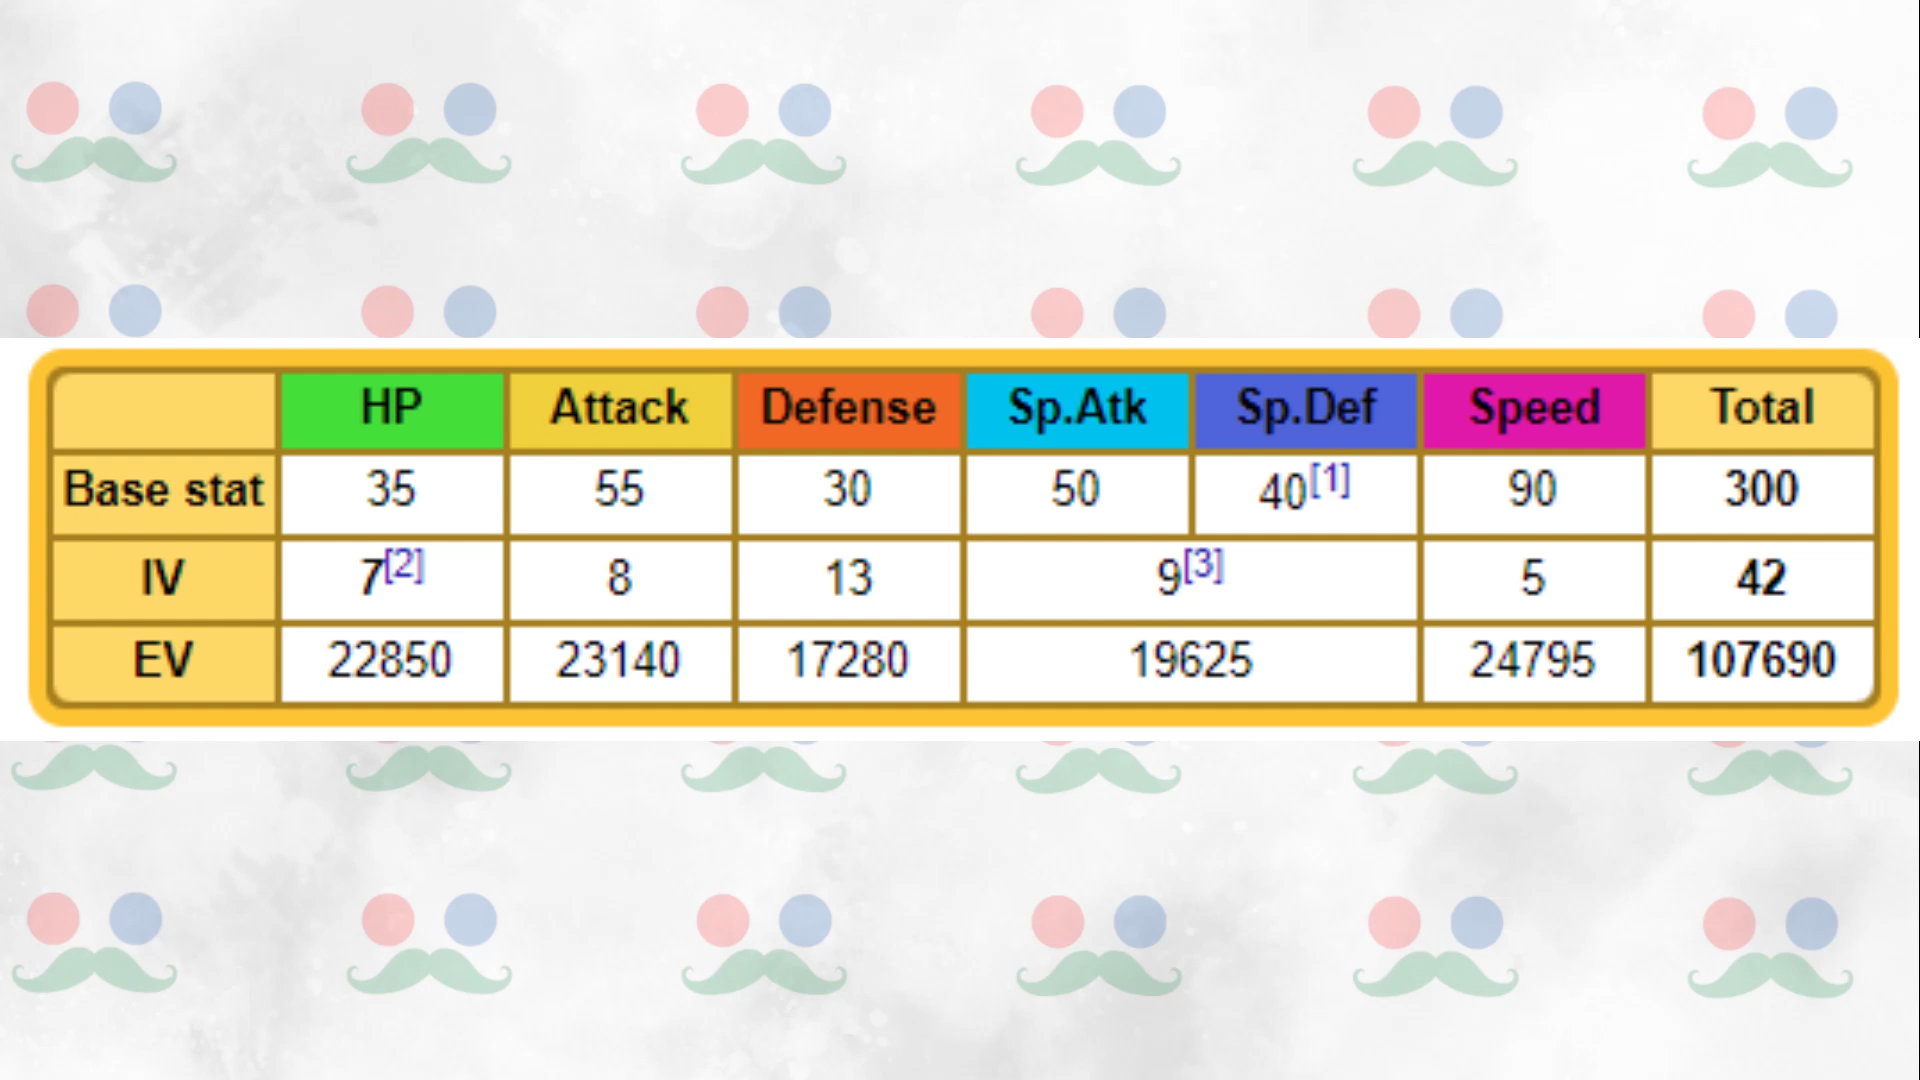 HP Attack Defense Sp.Atk Sp.Def Speed Total
Base stat 35 55 30 50 40[1] 90 300
IV 7[2] 8 13 9[3] 5 42
EV 22850 23140 17280 19625 24795 107690